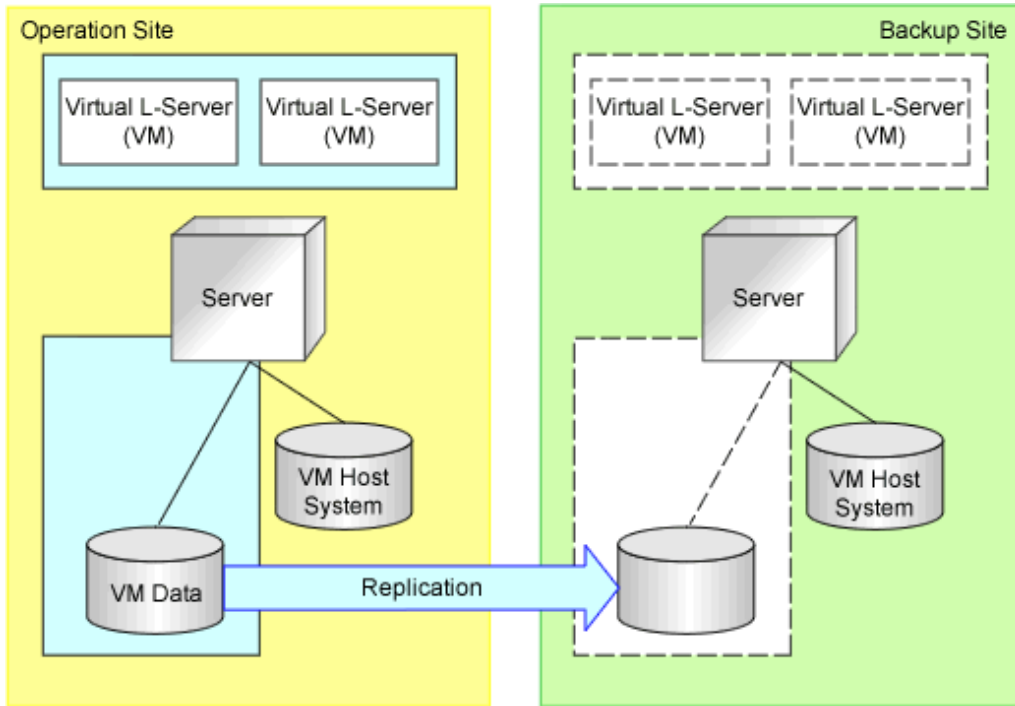 Operation Site
Virtual L-Server
(VM)
Virtual L-Server
(VM)
Server
VM Host
System
VM Data
Replication
Backup Site
Virtual L-Server
(VM)
Virtual L-Server
(VM)
Server
VM Host
System